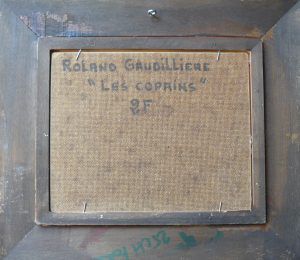 ROLAND GAUDILLIERE
"LES COPAINS"
8F